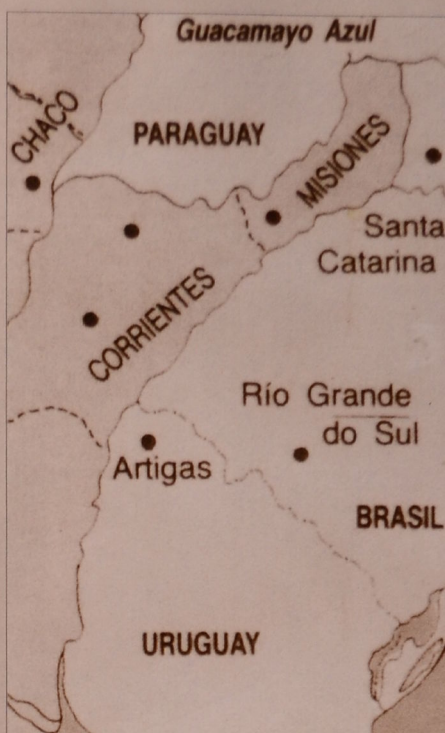 Guacamayo Azul
CHACO
PARAGUAY
MISIONES
Santa
Catarina
CORRIENTES
Río Grande
do Sul
Artigas
BRASIL
URUGUAY